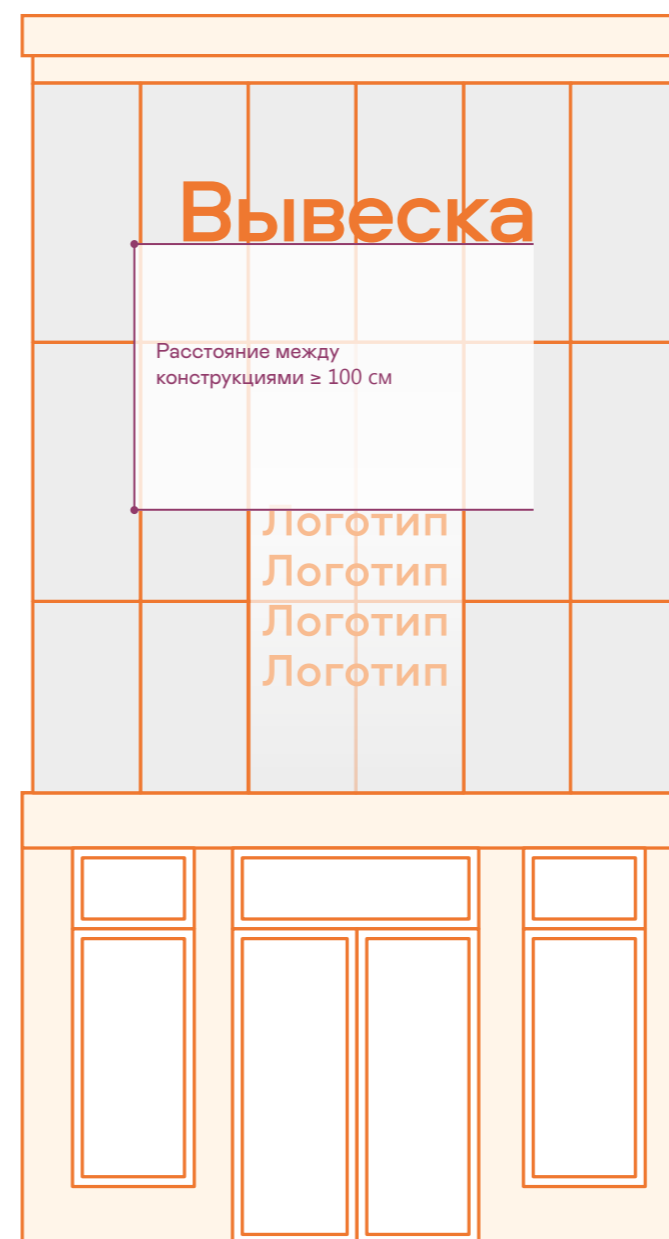 Вывеска
Расстояние между
конструкциями ≥ 100 см
Логотип
Логотип
Логотип
Логотип